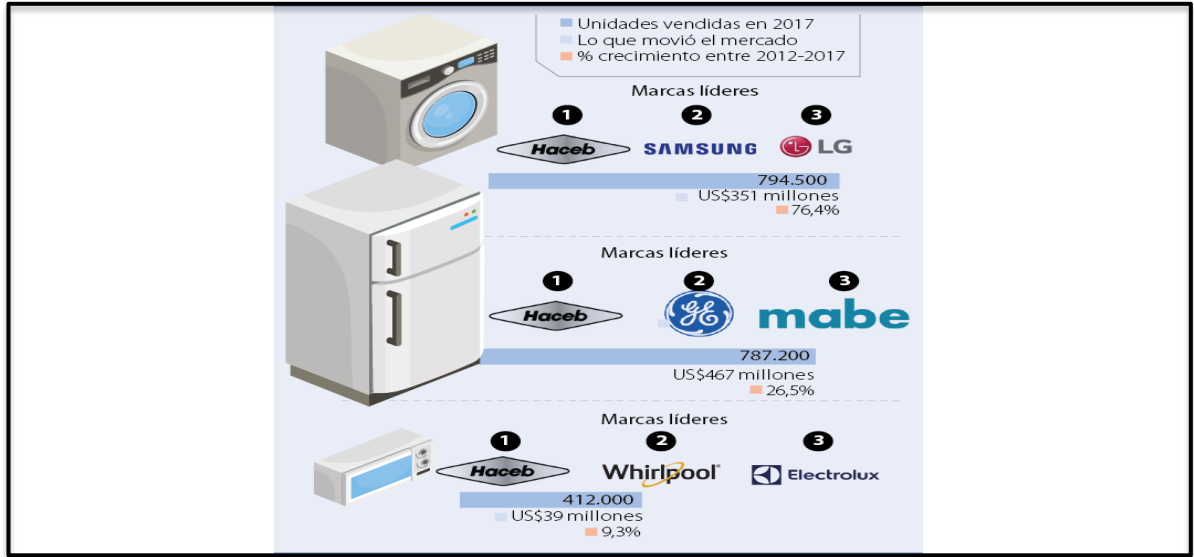 Unidades vendidas en 2017
Lo que movió el mercado
% crecimiento entre 2012-2017
Marcas líderes
1 2 3
Haceb SAMSUNG LG
794.500
US$351 millones
76,4%
Marcas líderes
1 2 3
Haceb GE mabe
787.200
US$467 millones
26,5%
Marcas líderes
1 2 3
Haceb Whirlpool Electrolux
412.000
US$39 millones
9,3%